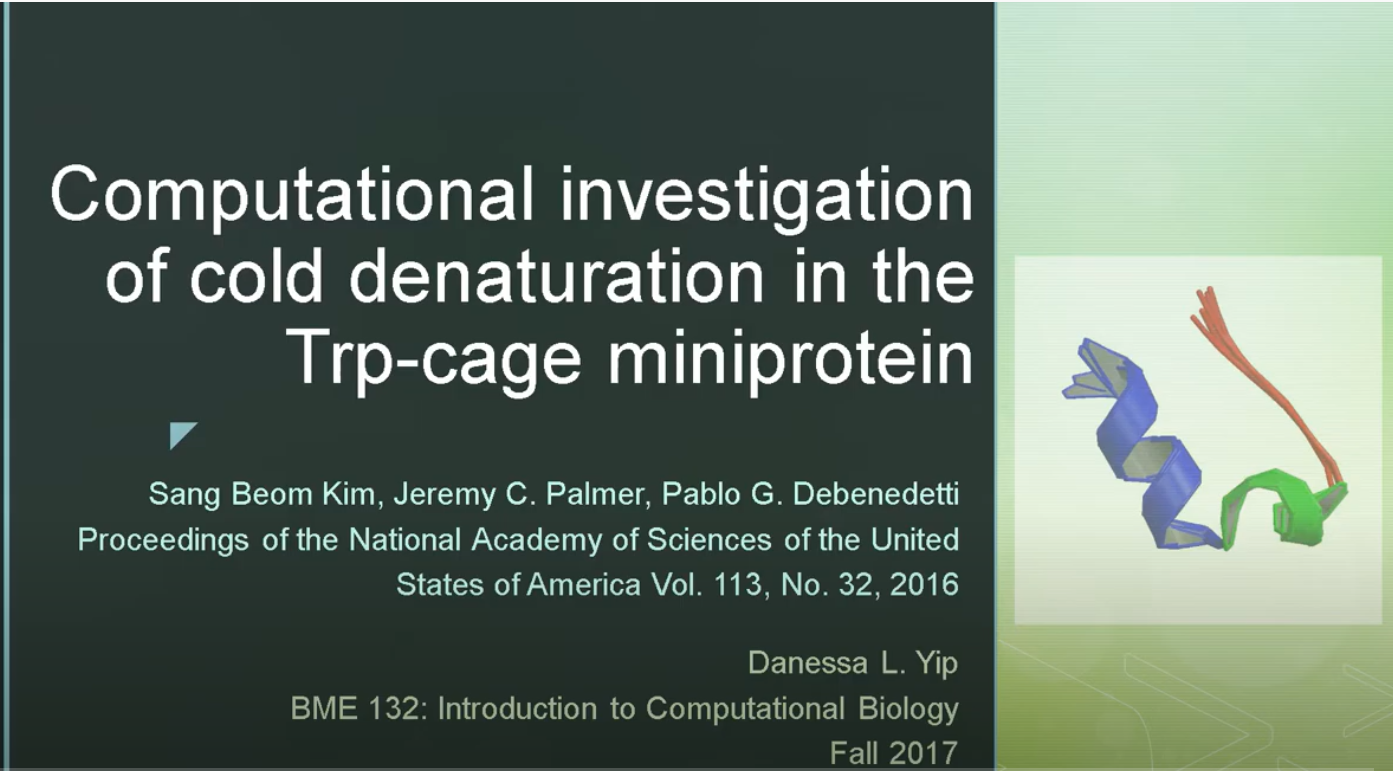 Computational investigation
of cold denaturation in the
Trp-cage miniprotein
Sang Beom Kim, Jeremy C. Palmer, Pablo G. Debenedetti
Proceedings of the National Academy of Sciences of the United
States of America Vol. 113, No. 32, 2016
Danessa L. Yip
BME 132: Introduction to Computational Biology
Fall 2017